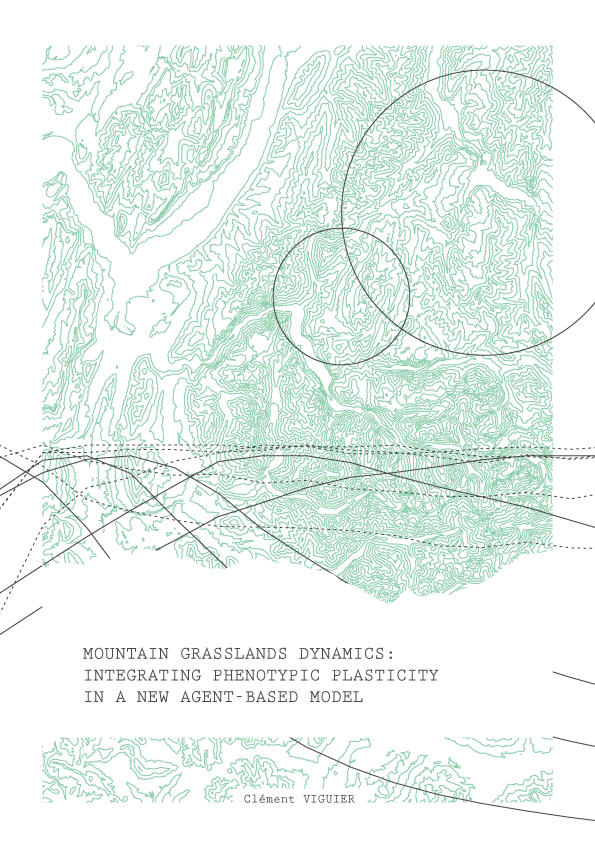 MOUNTAIN GRASSLANDS DYNAMICS:
INTEGRATING PHENOTYPIC PLASTICITY
IN A NEW AGENT-BASED MODEL
Clément VIGUIER